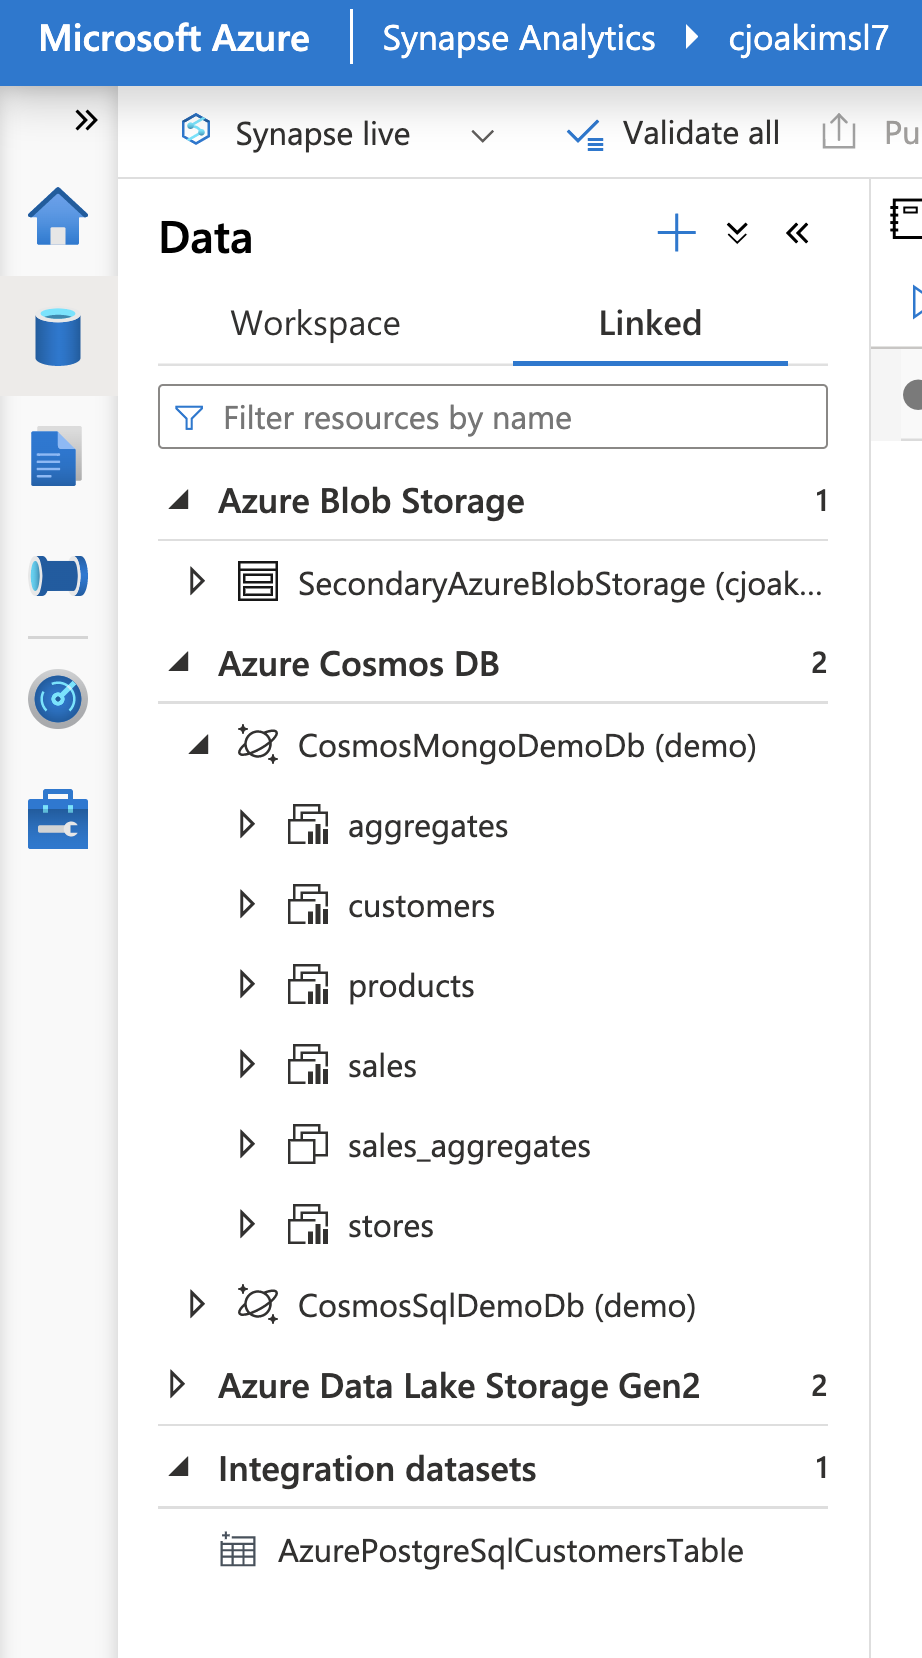 Microsoft Azure | Synapse Analytics cjoakimsl7
Synapse live Validate all
Data
Workspace Linked
Filter resources by name
Azure Blob Storage 1
SecondaryAzureBlobStorage (cjoak...
Azure Cosmos DB 2
CosmosMongoDemoDb (demo)
aggregates
customers
products
sales
sales_aggregates
stores
CosmosSqlDemoDb (demo)
Azure Data Lake Storage Gen2 2
Integration datasets 1
AzurePostgreSqlCustomersTable